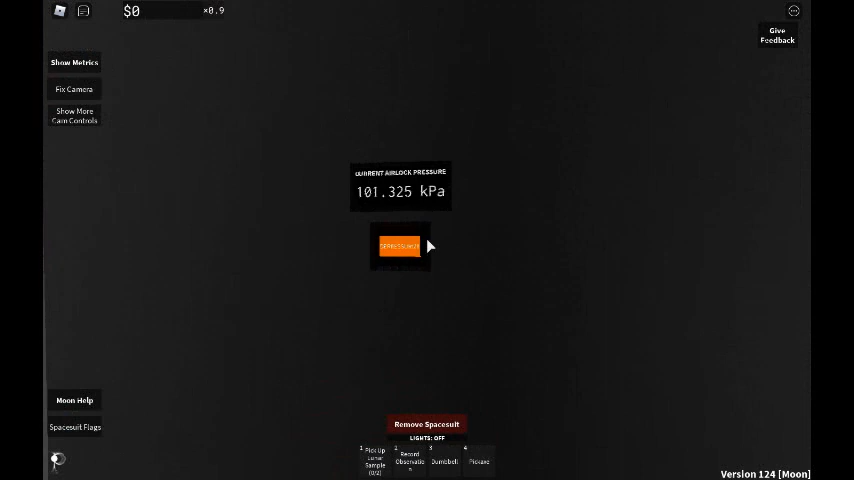 $0
×0.9
Give
Feedback
Show Metrics
Fix Camera
Show More
Cam Controls
CURRENT AIRLOCK PRESSURE
101.325 kPa
Moon Help
Spacesuit Flags
Remove Spacesuit
LIGHTS: OFF
1
Pick Up
Lunar
Sample
(0/2)
2
Record
Observatio
n
3
Dumbbell
4
Pickaxe
Version 124 [Moon]